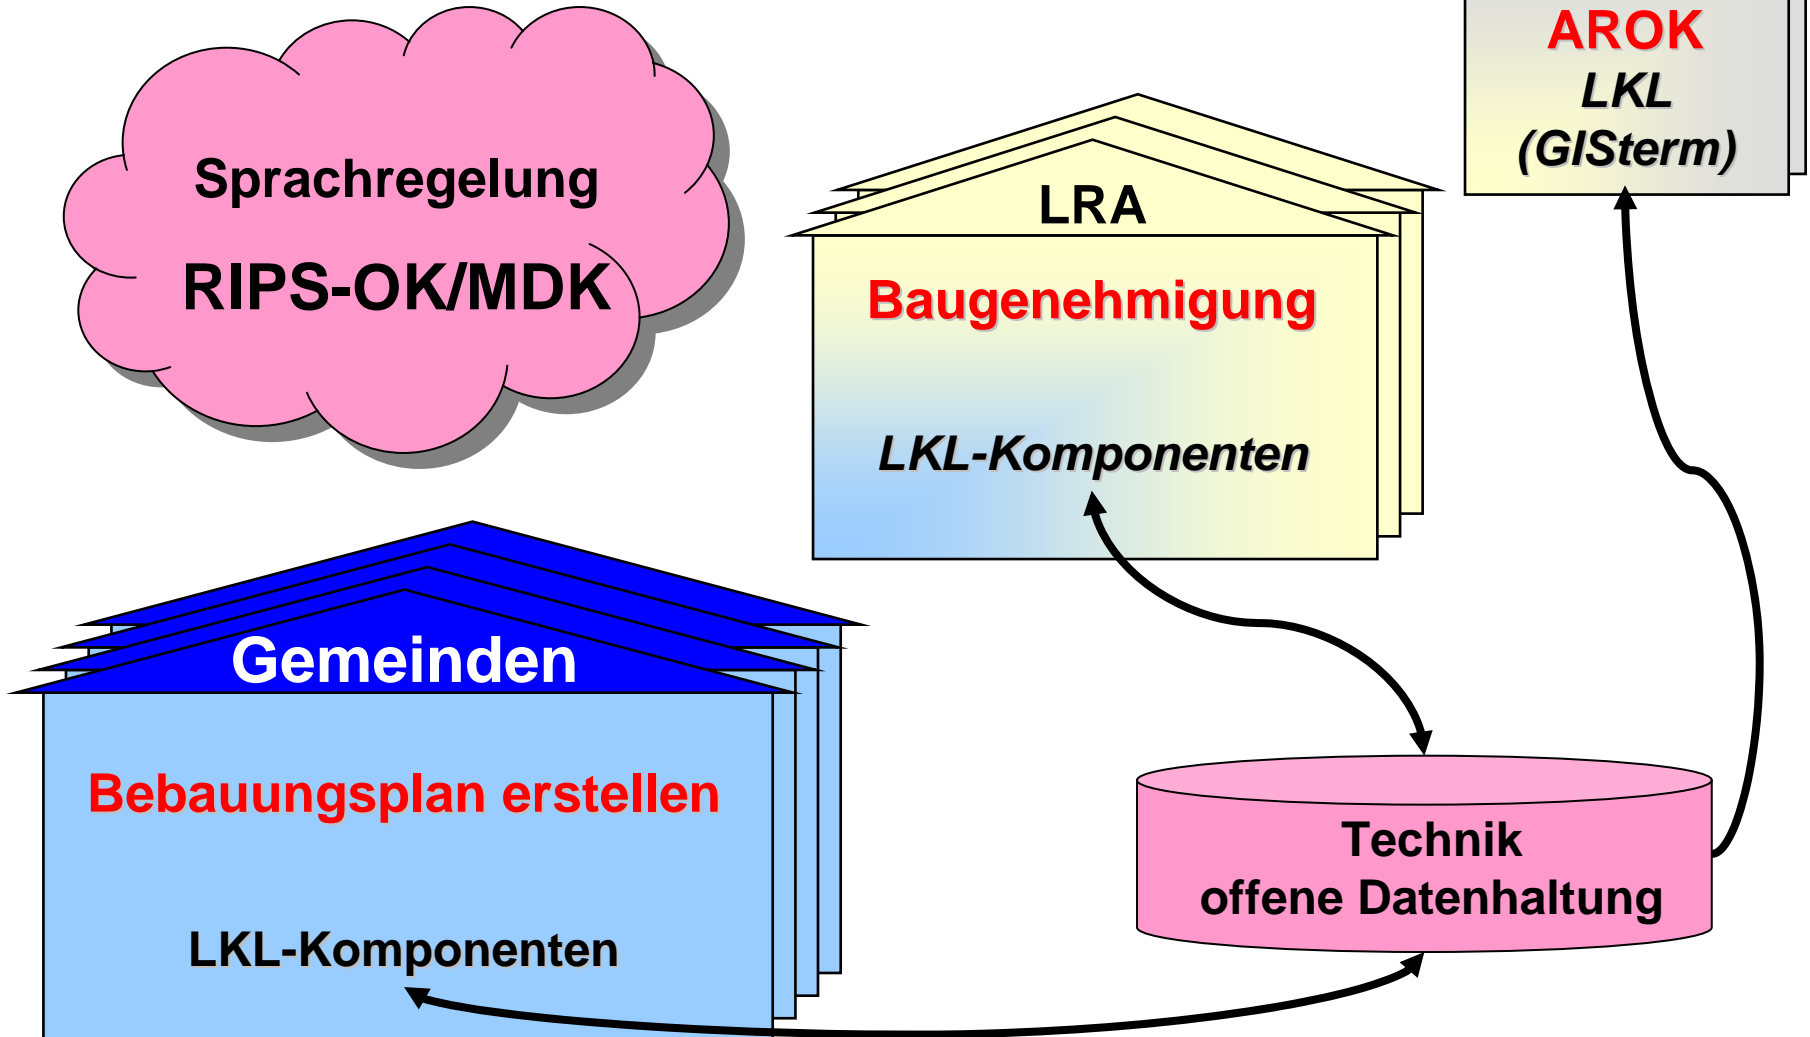 AROK
LKL
(GISterm)
Sprachregelung
RIPS-OK/MDK
LRA
Baugenehmigung
LKL-Komponenten
Gemeinden
Bebauungsplan erstellen
LKL-Komponenten
Technik
offene Datenhaltung